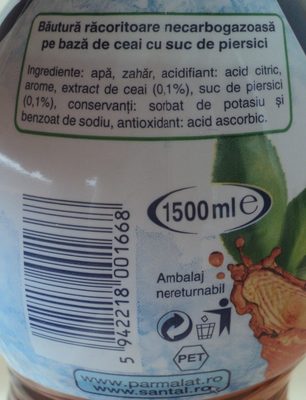 Băutură răcoritoare necarbogazoasă
pe bază de ceai cu suc de piersici
Ingrediente: apă, zahăr, acidifiant: acid citric,
arome, extract de ceai (0,1%), suc de piersici
(0,1%), conservanți: sorbat de potasiu și
benzoat de sodiu, antioxidant: acid ascorbic.
1500 ml e
5 942218 001668
Ambalaj
nereturnabil
PET
www.parmalat.ro
www.santal.ro